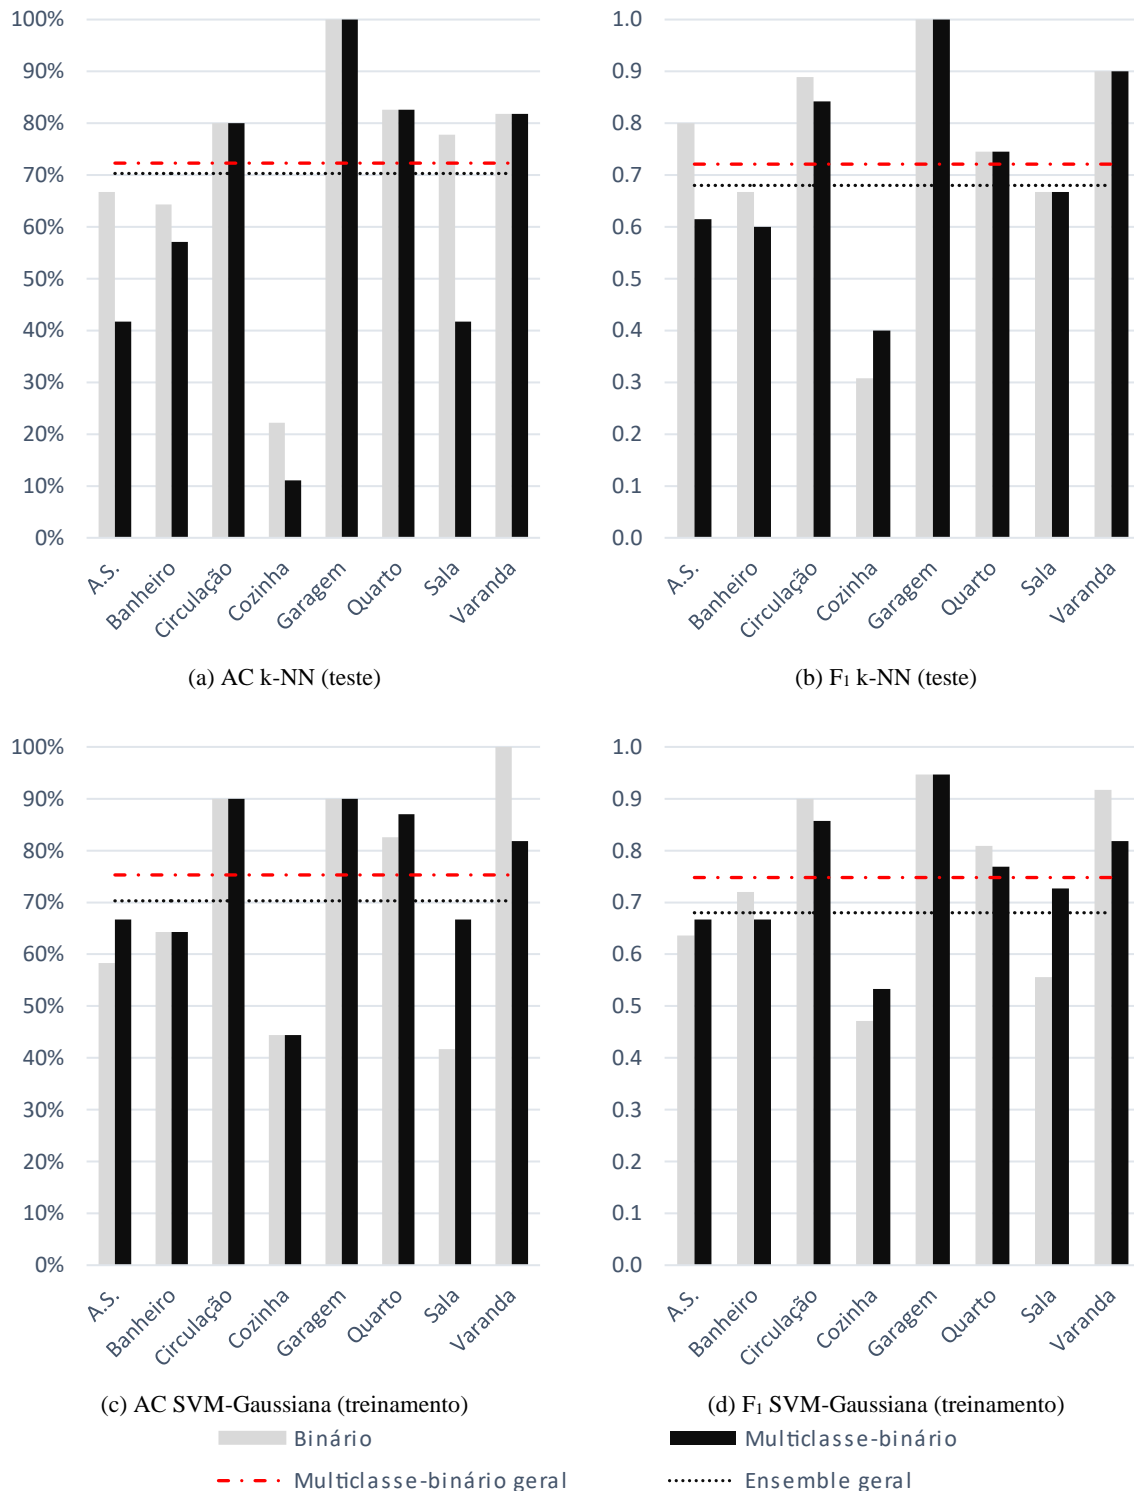 100%
90%
80%
70%
60%
50%
40%
30%
20%
10%
0%
A.S.
Banheiro
Circulação
Cozinha
Garagem
Quarto
Sala
Varanda
(a) AC k-NN (teste)
1.0
0.9
0.8
0.7
0.6
0.5
0.4
0.3
0.2
0.1
0.0
A.S.
Banheiro
Circulação
Cozinha
Garagem
Quarto
Sala
Varanda
(b) F₁ k-NN (teste)
100%
90%
80%
70%
60%
50%
40%
30%
20%
10%
0%
A.S.
Banheiro
Circulação
Cozinha
Garagem
Quarto
Sala
Varanda
(c) AC SVM-Gaussiana (treinamento)
1.0
0.9
0.8
0.7
0.6
0.5
0.4
0.3
0.2
0.1
0.0
A.S.
Banheiro
Circulação
Cozinha
Garagem
Quarto
Sala
Varanda
(d) F₁ SVM-Gaussiana (treinamento)
Binário
Multiclasse-binário
Multiclasse-binário geral
Ensemble geral